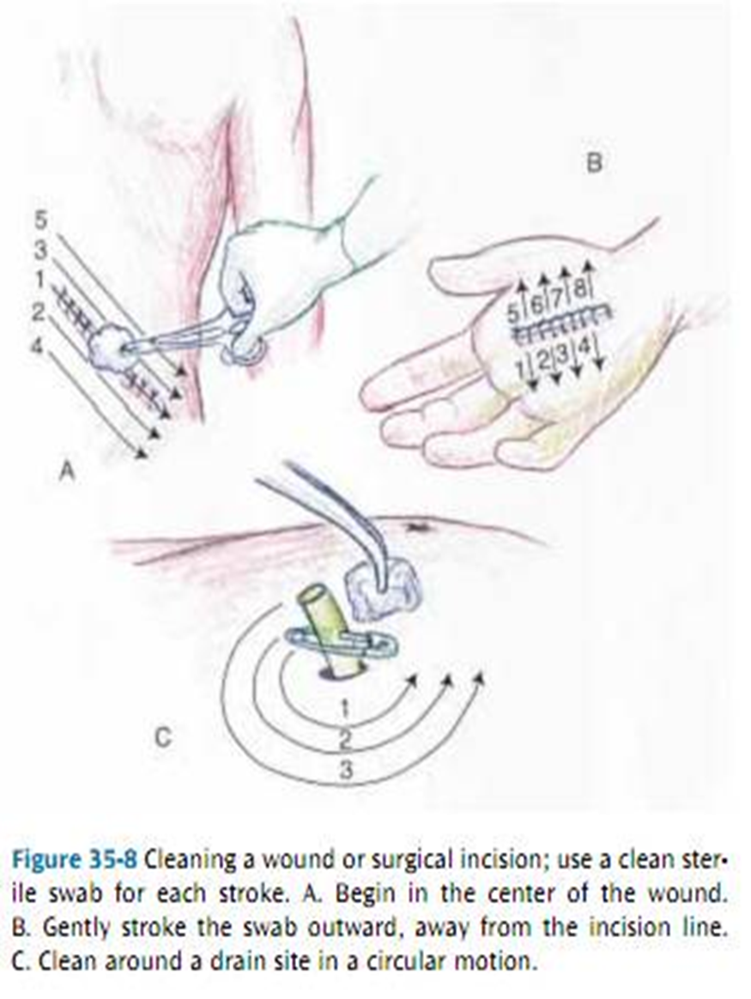 B
5
3
1
2
4
5 6 7 8
1 2 3 4
A
1
2
C
3
Figure 35-8 Cleaning a wound or surgical incision; use a clean ster-
ile swab for each stroke. A. Begin in the center of the wound.
B. Gently stroke the swab outward, away from the incision line.
C. Clean around a drain site in a circular motion.